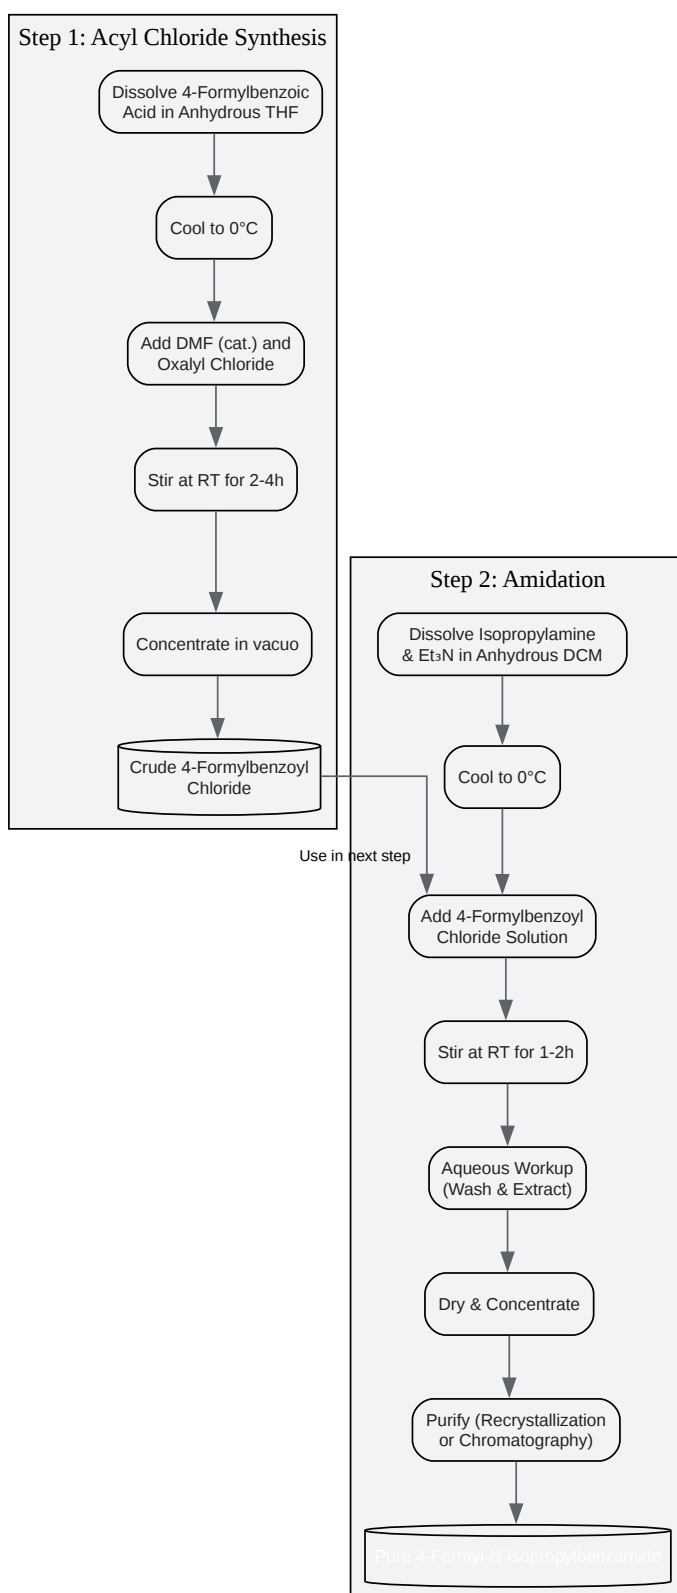 Step 1: Acyl Chloride Synthesis
Dissolve 4-Formylbenzoic
Acid in Anhydrous THF
Cool to 0°C
Add DMF (cat.) and
Oxalyl Chloride
Stir at RT for 2-4h
Concentrate in vacuo
Crude 4-Formylbenzoyl
Chloride
Use in next step
Step 2: Amidation
Dissolve Isopropylamine
& Et₃N in Anhydrous DCM
Cool to 0°C
Add 4-Formylbenzoyl
Chloride Solution
Stir at RT for 1-2h
Aqueous Workup
(Wash & Extract)
Dry & Concentrate
Purify (Recrystallization
or Chromatography)
Pure 4-Formyl-N-isopropylbenzamide